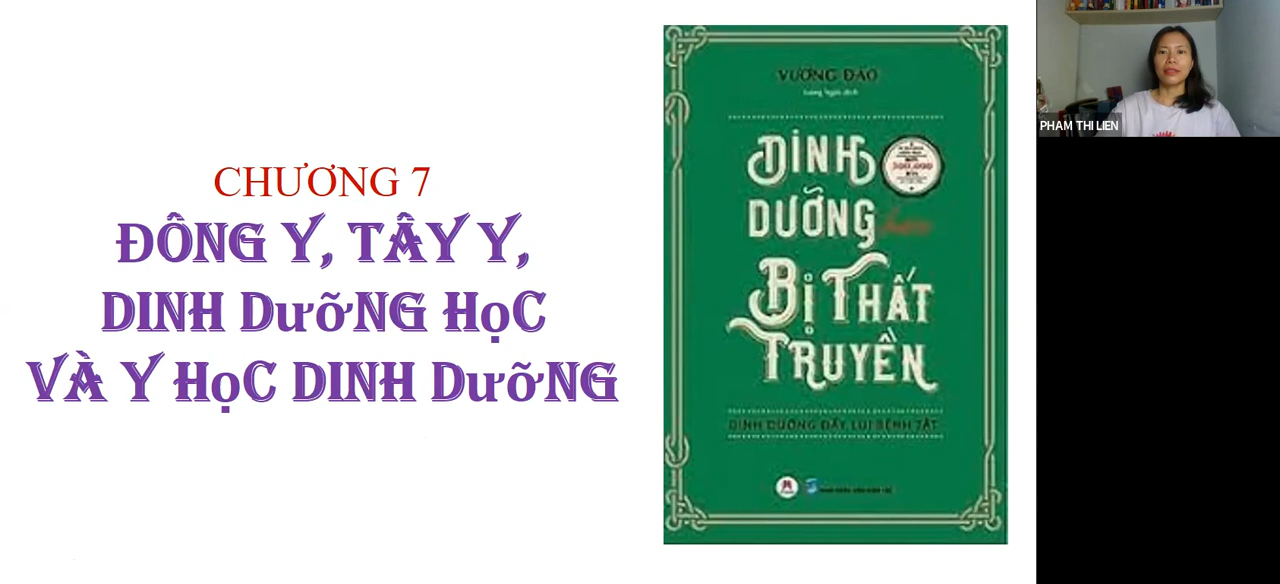 CHƯƠNG 7
ĐÔNG Y, TÂY Y,
DINH DƯỠNG HỌC
VÀ Y HỌC DINH DƯỠNG
VƯƠNG ĐÀO
DINH
DƯỠNG
BỊ THẤT
TRUYỀN
DINH DƯỠNG ĐẨY LÙI BỆNH TẬT
PHAM THI LIEN